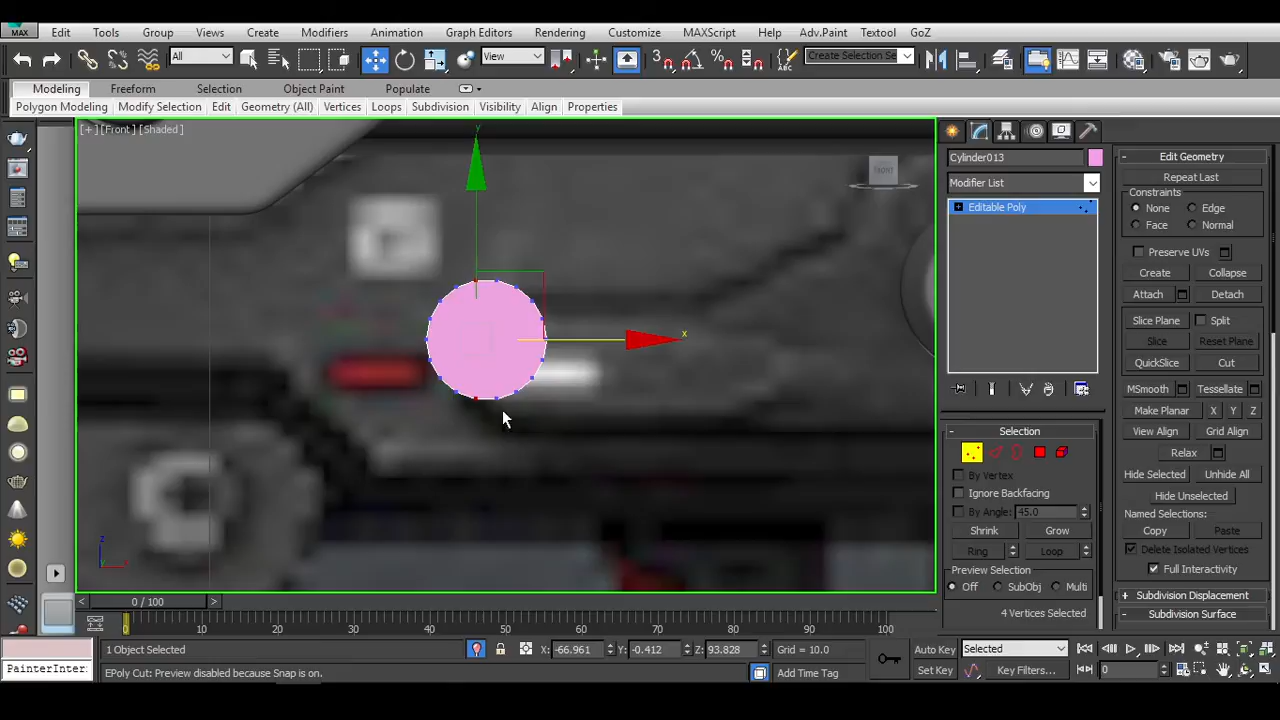 MAX Edit Tools Group Views Create Modifiers Animation Graph Editors Rendering Customize MAXScript Help Adv.Paint Textool GoZ
All View 3 Create Selection Se
Modeling Freeform Selection Object Paint Populate
Polygon Modeling Modify Selection Edit Geometry (All) Vertices Loops Subdivision Visibility Align Properties
[+] [Front] [Shaded]
y
x
FRONT
z
x
Cylinder013
Modifier List
Editable Poly
Selection
By Vertex
Ignore Backfacing
By Angle: 45.0
Shrink Grow
Ring Loop
Preview Selection
Off SubObj Multi
4 Vertices Selected
Edit Geometry
Repeat Last
Constraints
None Edge
Face Normal
Preserve UVs
Create Collapse
Attach Detach
Slice Plane Split
Slice Reset Plane
QuickSlice Cut
MSmooth Tessellate
Make Planar X Y Z
View Align Grid Align
Relax
Hide Selected Unhide All
Hide Unselected
Named Selections:
Copy Paste
Delete Isolated Vertices
Full Interactivity
Subdivision Displacement
Subdivision Surface
0 / 100
0 10 20 30 40 50 60 70 80 90 100
1 Object Selected X: -66.961 Y: -0.412 Z: 93.828 Grid = 10.0 Auto Key Selected
PainterInter EPoly Cut: Preview disabled because Snap is on. Add Time Tag Set Key Key Filters... 0